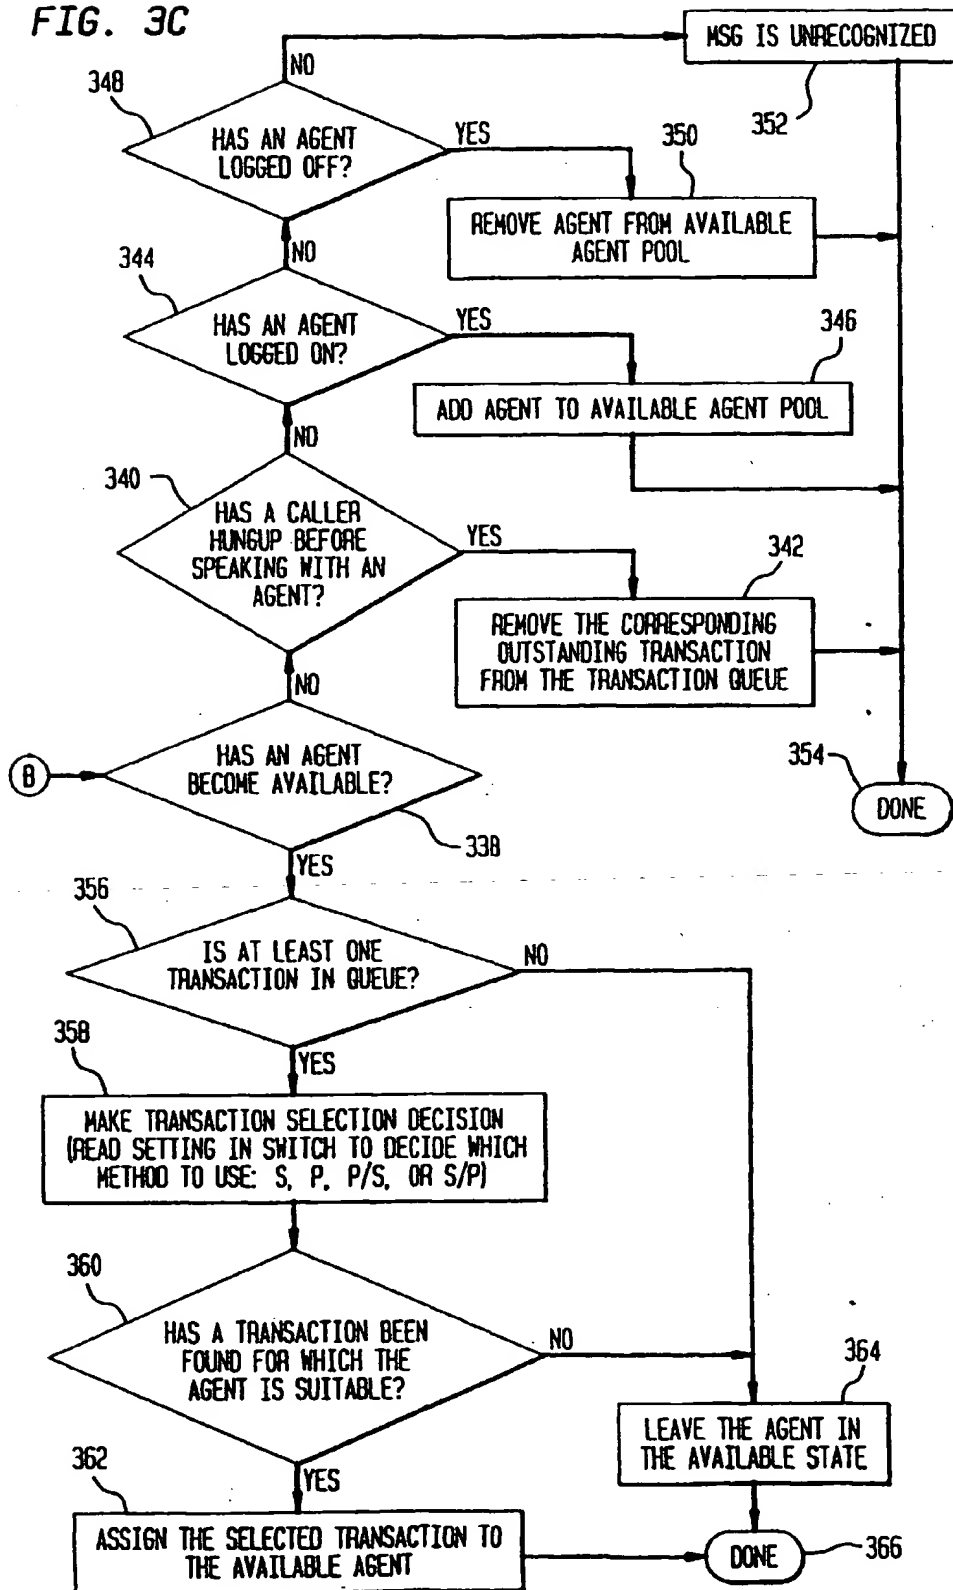 FIG. 3C
MSG IS UNRECOGNIZED
352
NO
348
HAS AN AGENT
LOGGED OFF?
YES
350
REMOVE AGENT FROM AVAILABLE
AGENT POOL
NO
344
HAS AN AGENT
LOGGED ON?
YES
346
ADD AGENT TO AVAILABLE AGENT POOL
NO
340
HAS A CALLER
HUNGUP BEFORE
SPEAKING WITH AN
AGENT?
YES
342
REMOVE THE CORRESPONDING
OUTSTANDING TRANSACTION
FROM THE TRANSACTION QUEUE
NO
B
HAS AN AGENT
BECOME AVAILABLE?
338
354
DONE
YES
356
IS AT LEAST ONE
TRANSACTION IN QUEUE?
NO
358
YES
MAKE TRANSACTION SELECTION DECISION
(READ SETTING IN SWITCH TO DECIDE WHICH
METHOD TO USE: S, P, P/S, OR S/P)
360
HAS A TRANSACTION BEEN
FOUND FOR WHICH THE
AGENT IS SUITABLE?
NO
364
LEAVE THE AGENT IN
THE AVAILABLE STATE
362
YES
ASSIGN THE SELECTED TRANSACTION TO
THE AVAILABLE AGENT
DONE
366